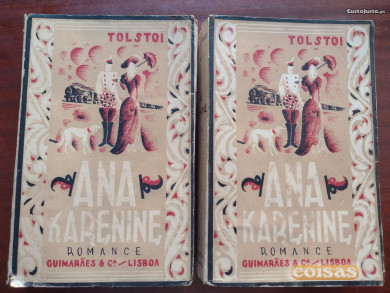 CustoJusto.pt
TOLSTOI
ANA
KARENINE
ROMANCE
GUIMARÃES & Cª - LISBOA
TOLSTOI
ANA
KARENINE
ROMANCE
GUIMARÃES & Cª - LISBOA
coisas